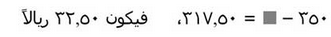 ٣٥٠ − ■ = ٣١٧,٥٠، فيكون ٣٢,٥٠ ريالاً